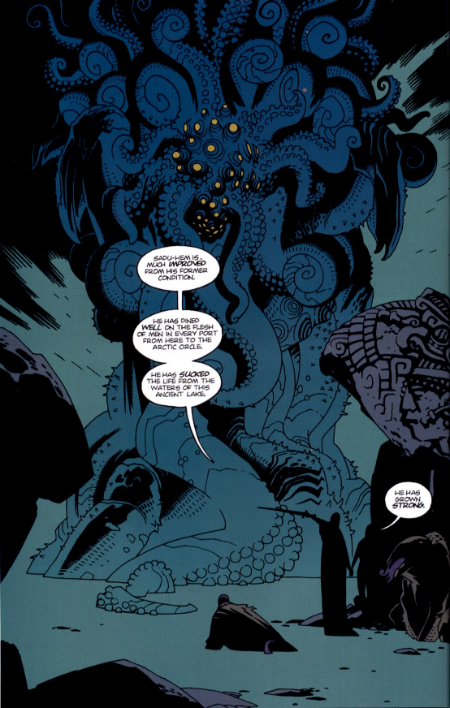 SADU-HEM IS,
MUCH IMPROVED
FROM HIS FORMER
CONDITION.
HE HAS DINED
WELL ON THE FLESH
OF MEN IN EVERY PORT
FROM HERE TO THE
ARCTIC CIRCLE.
HE HAS SUCKED
THE LIFE FROM THE
WATERS OF THIS
ANCIENT LAKE.
HE HAS
GROWN
STRONG.